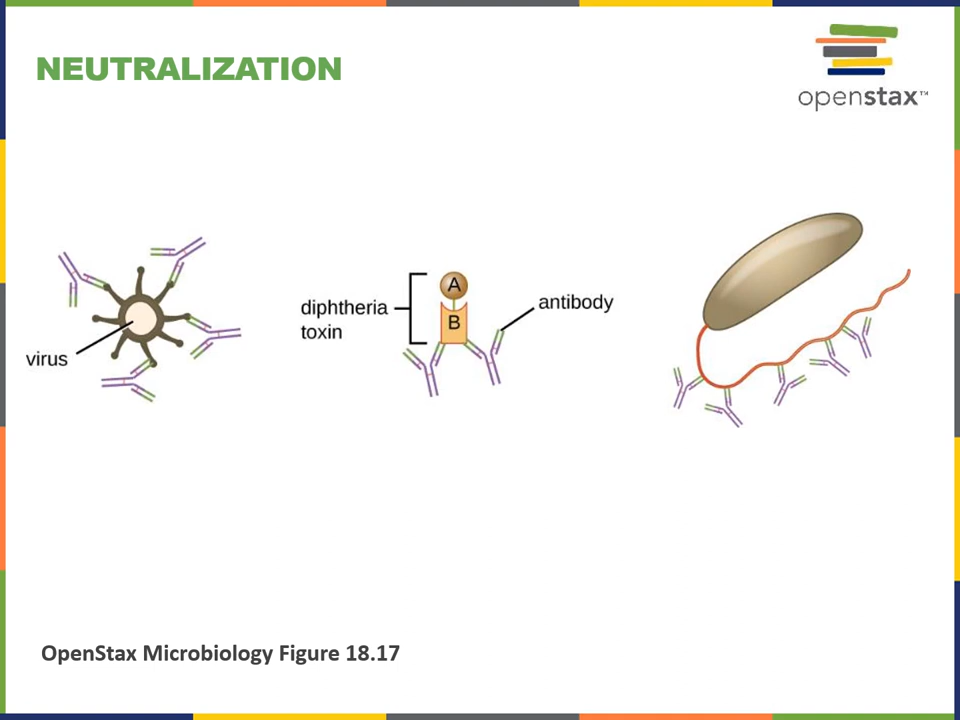 NEUTRALIZATION
openstax™
virus
diphtheria
toxin
A
B
antibody
OpenStax Microbiology Figure 18.17